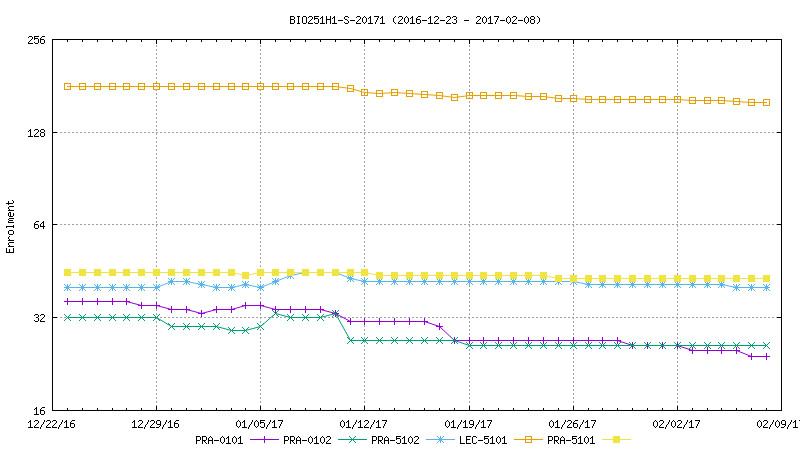 BIO251H1-S-20171 (2016-12-23 - 2017-02-08)
256
128
64
32
16
Enrolment
12/22/16 12/29/16 01/05/17 01/12/17 01/19/17 01/26/17 02/02/17 02/09/1
PRA-0101 PRA-0102 PRA-5102 LEC-5101 PRA-5101